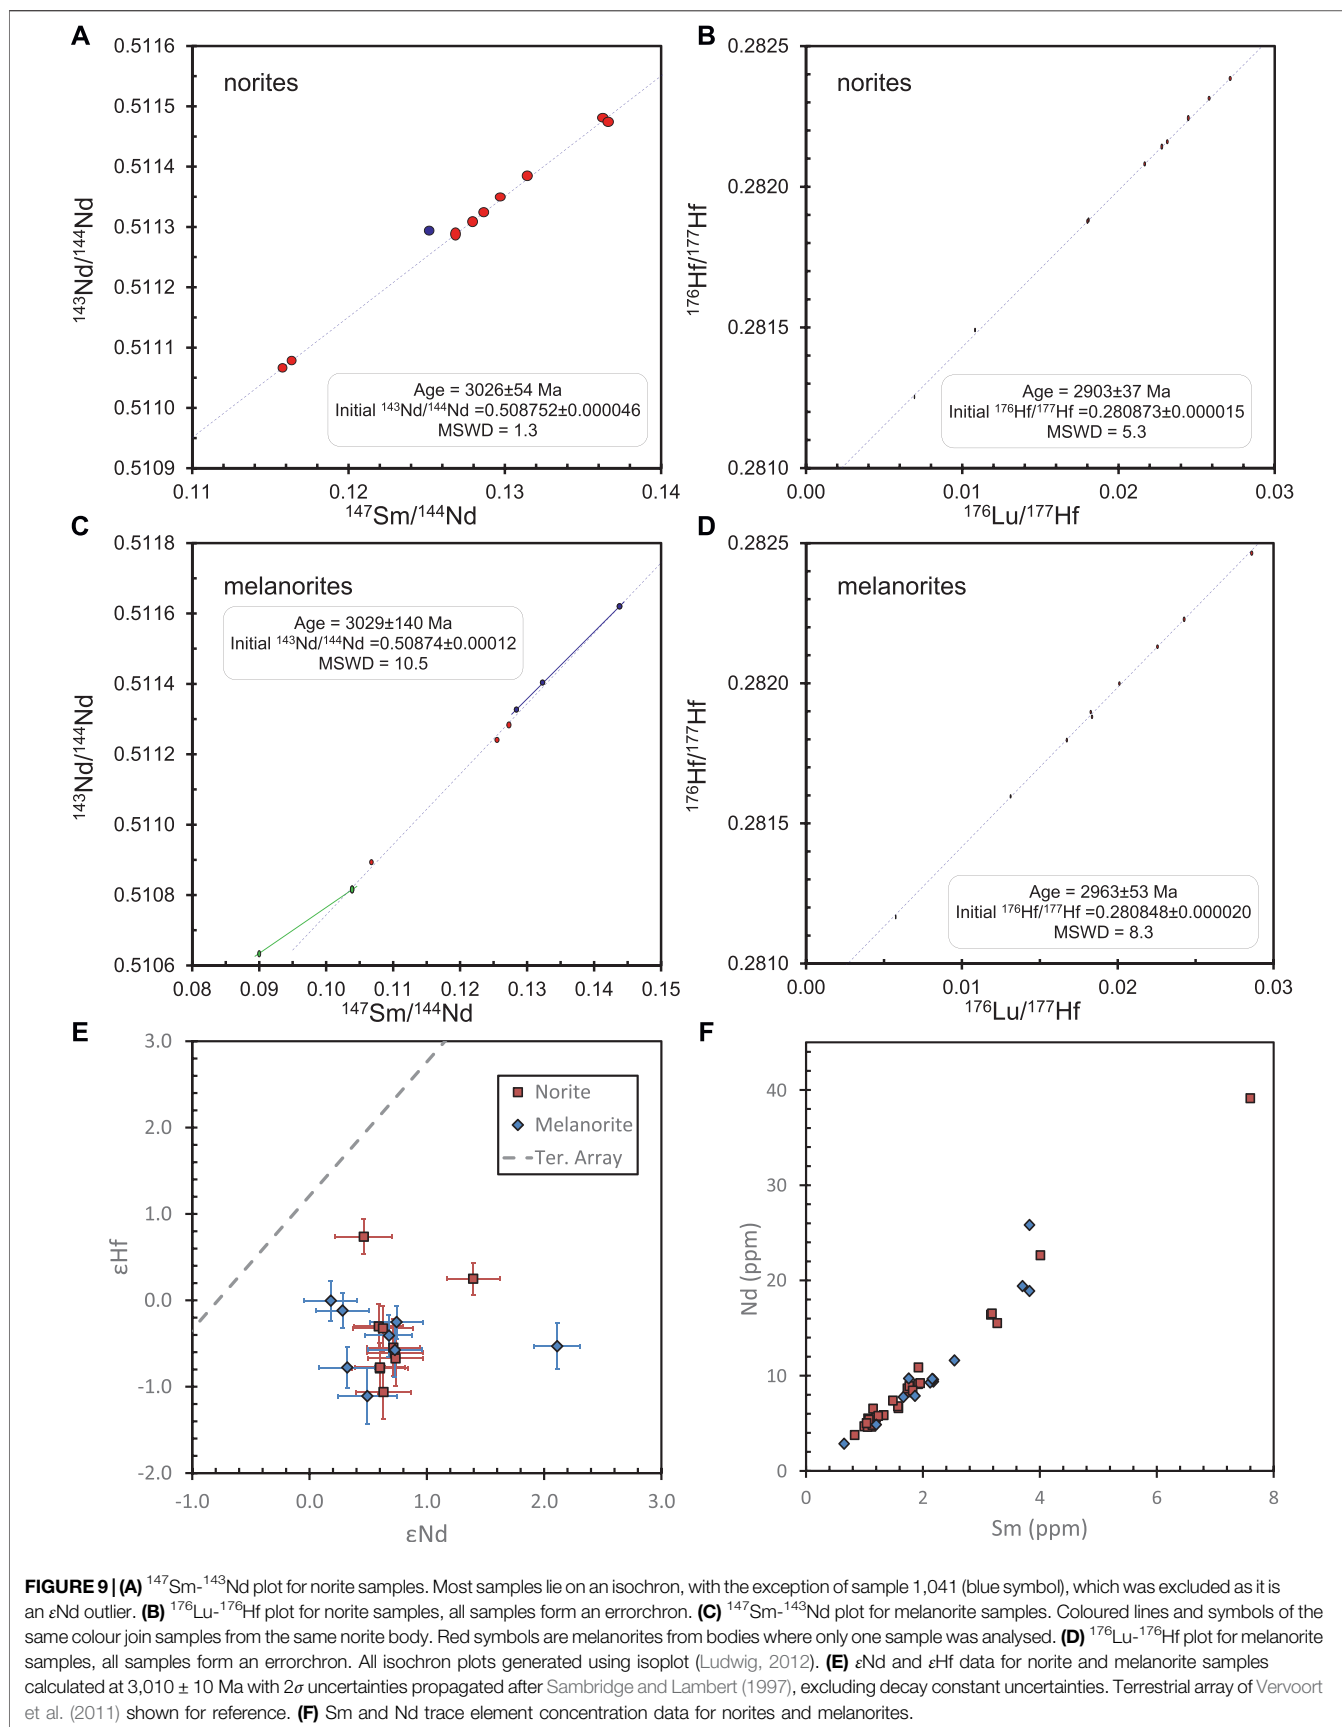 A
0.5116
0.5115
0.5114
0.5113
0.5112
0.5111
0.5110
0.5109
¹⁴³Nd/¹⁴⁴Nd
norites
Age = 3026±54 Ma
Initial ¹⁴³Nd/¹⁴⁴Nd =0.508752±0.000046
MSWD = 1.3
0.11
0.12
0.13
0.14
¹⁴⁷Sm/¹⁴⁴Nd
B
0.2825
0.2820
0.2815
0.2810
¹⁷⁶Hf/¹⁷⁷Hf
norites
Age = 2903±37 Ma
Initial ¹⁷⁶Hf/¹⁷⁷Hf =0.280873±0.000015
MSWD = 5.3
0.00
0.01
0.02
0.03
¹⁷⁶Lu/¹⁷⁷Hf
C
0.5118
0.5116
0.5114
0.5112
0.5110
0.5108
0.5106
¹⁴³Nd/¹⁴⁴Nd
melanorites
Age = 3029±140 Ma
Initial ¹⁴³Nd/¹⁴⁴Nd =0.50874±0.00012
MSWD = 10.5
0.08
0.09
0.10
0.11
0.12
0.13
0.14
0.15
¹⁴⁷Sm/¹⁴⁴Nd
D
0.2825
0.2820
0.2815
0.2810
¹⁷⁶Hf/¹⁷⁷Hf
melanorites
Age = 2963±53 Ma
Initial ¹⁷⁶Hf/¹⁷⁷Hf =0.280848±0.000020
MSWD = 8.3
0.00
0.01
0.02
0.03
¹⁷⁶Lu/¹⁷⁷Hf
E
3.0
2.0
1.0
0.0
-1.0
-2.0
εHf
Norite
Melanorite
Ter. Array
-1.0
0.0
1.0
2.0
3.0
εNd
F
40
30
20
10
0
Nd (ppm)
0
2
4
6
8
Sm (ppm)
FIGURE 9 | (A) ¹⁴⁷Sm-¹⁴³Nd plot for norite samples. Most samples lie on an isochron, with the exception of sample 1,041 (blue symbol), which was excluded as it is
an εNd outlier. (B) ¹⁷⁶Lu-¹⁷⁶Hf plot for norite samples, all samples form an errorchron. (C) ¹⁴⁷Sm-¹⁴³Nd plot for melanorite samples. Coloured lines and symbols of the
same colour join samples from the same norite body. Red symbols are melanorites from bodies where only one sample was analysed. (D) ¹⁷⁶Lu-¹⁷⁶Hf plot for melanorite
samples, all samples form an errorchron. All isochron plots generated using isoplot (Ludwig, 2012). (E) εNd and εHf data for norite and melanorite samples
calculated at 3,010 ± 10 Ma with 2σ uncertainties propagated after Sambridge and Lambert (1997), excluding decay constant uncertainties. Terrestrial array of Vervoort
et al. (2011) shown for reference. (F) Sm and Nd trace element concentration data for norites and melanorites.